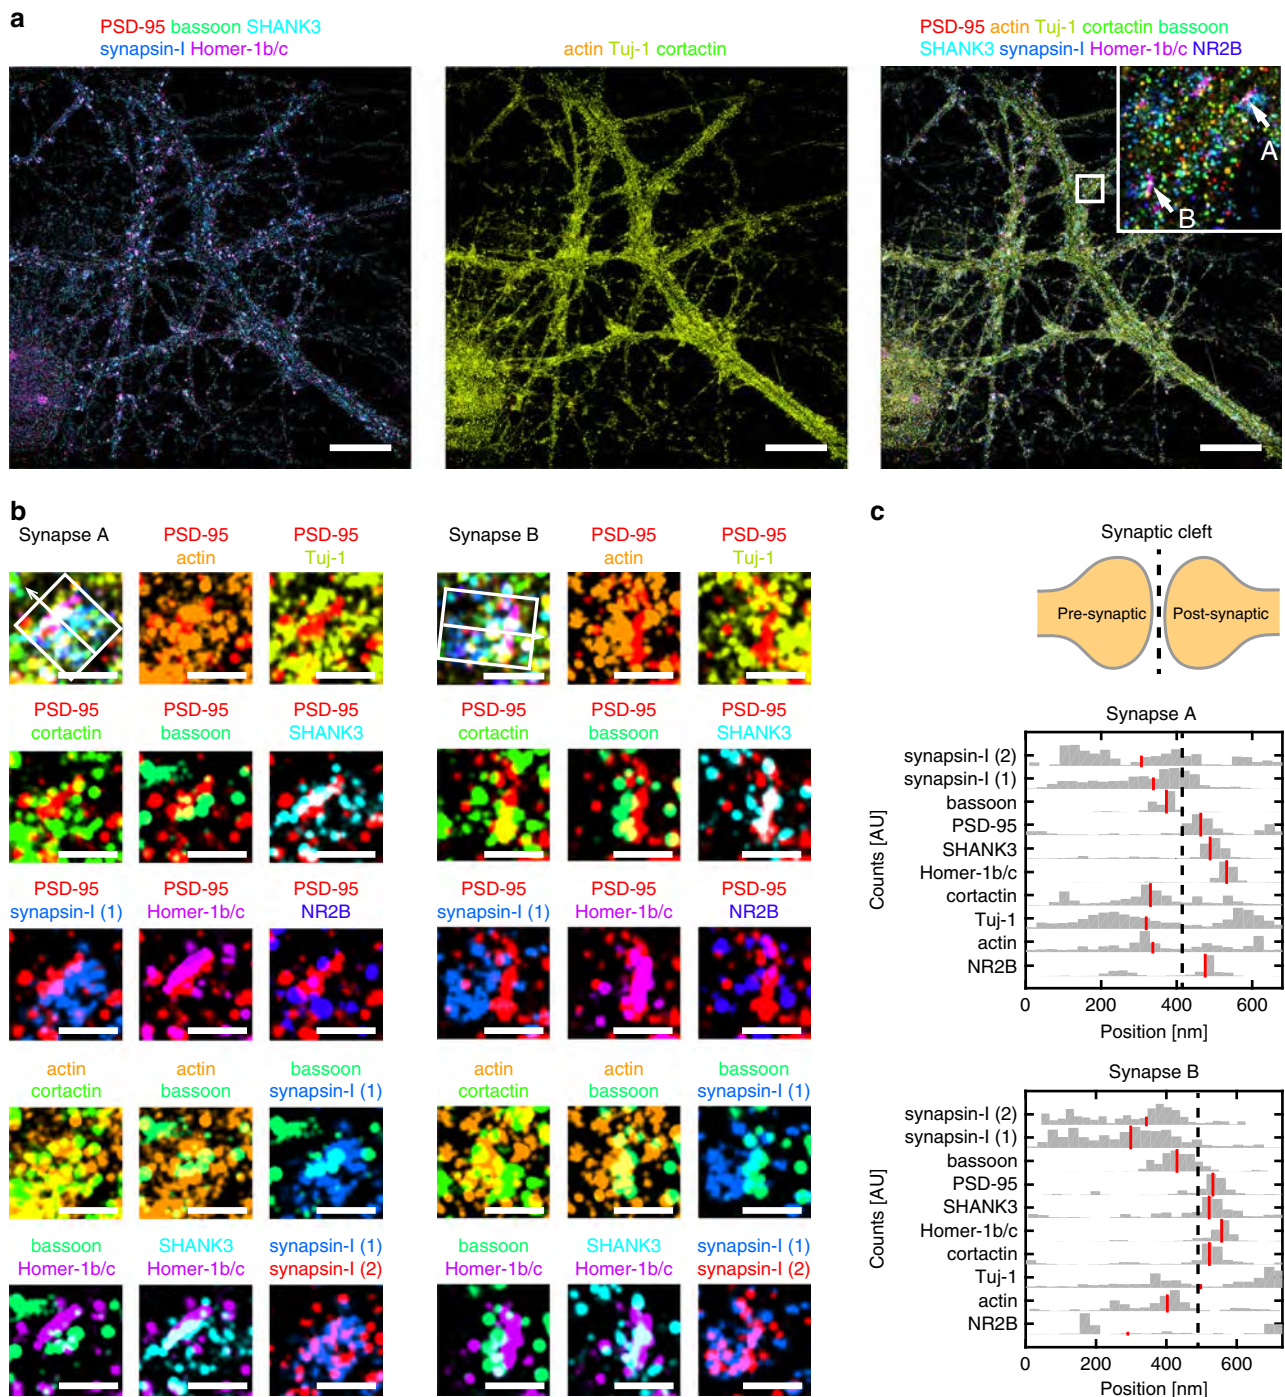 a
PSD-95 bassoon SHANK3
synapsin-I Homer-1b/c
actin Tuj-1 cortactin
PSD-95 actin Tuj-1 cortactin bassoon
SHANK3 synapsin-I Homer-1b/c NR2B
A
B
b
Synapse A
PSD-95
actin
PSD-95
Tuj-1
PSD-95
cortactin
PSD-95
bassoon
PSD-95
SHANK3
PSD-95
synapsin-I (1)
PSD-95
Homer-1b/c
PSD-95
NR2B
actin
cortactin
actin
bassoon
bassoon
synapsin-I (1)
bassoon
Homer-1b/c
SHANK3
Homer-1b/c
synapsin-I (1)
synapsin-I (2)
Synapse B
PSD-95
actin
PSD-95
Tuj-1
PSD-95
cortactin
PSD-95
bassoon
PSD-95
SHANK3
PSD-95
synapsin-I (1)
PSD-95
Homer-1b/c
PSD-95
NR2B
actin
cortactin
actin
bassoon
bassoon
synapsin-I (1)
bassoon
Homer-1b/c
SHANK3
Homer-1b/c
synapsin-I (1)
synapsin-I (2)
c
Synaptic cleft
Pre-synaptic
Post-synaptic
Synapse A
Counts [AU]
synapsin-I (2)
synapsin-I (1)
bassoon
PSD-95
SHANK3
Homer-1b/c
cortactin
Tuj-1
actin
NR2B
0 200 400 600
Position [nm]
Synapse B
Counts [AU]
synapsin-I (2)
synapsin-I (1)
bassoon
PSD-95
SHANK3
Homer-1b/c
cortactin
Tuj-1
actin
NR2B
0 200 400 600
Position [nm]